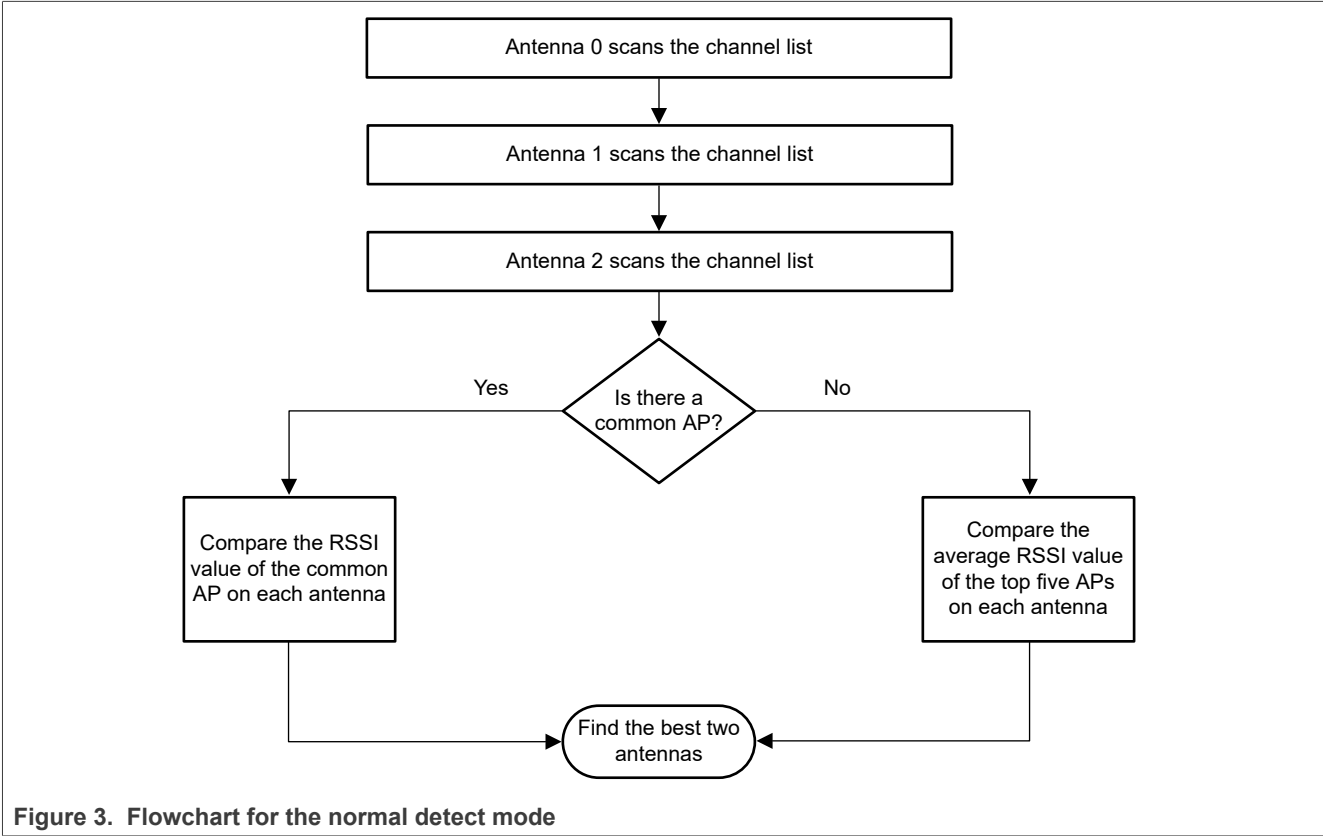 Antenna 0 scans the channel list
Antenna 1 scans the channel list
Antenna 2 scans the channel list
Yes
No
Is there a
common AP?
Compare the RSSI
value of the common
AP on each antenna
Compare the
average RSSI value
of the top five APs
on each antenna
Find the best two
antennas
Figure 3. Flowchart for the normal detect mode